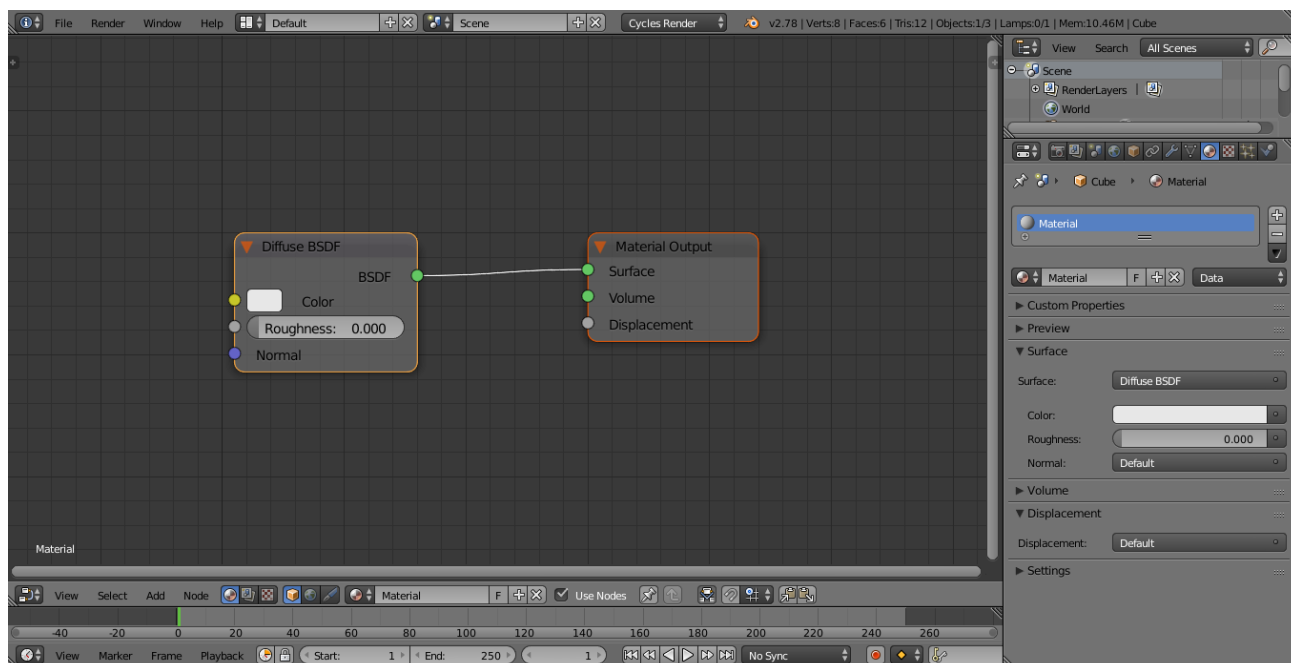 File Render Window Help Default Scene Cycles Render v2.78 | Verts:8 | Faces:6 | Tris:12 | Objects:1/3 | Lamps:0/1 | Mem:10.46M | Cube
View Search All Scenes
Scene
RenderLayers |
World
Cube Material
Material
Material F Data
Custom Properties
Preview
Surface
Surface: Diffuse BSDF
Color:
Roughness: 0.000
Normal: Default
Volume
Displacement
Displacement: Default
Settings
Diffuse BSDF
BSDF
Color
Roughness: 0.000
Normal
Material Output
Surface
Volume
Displacement
Material
View Select Add Node Material F Use Nodes
-40 -20 0 20 40 60 80 100 120 140 160 180 200 220 240 260
View Marker Frame Playback Start: 1 End: 250 1 No Sync